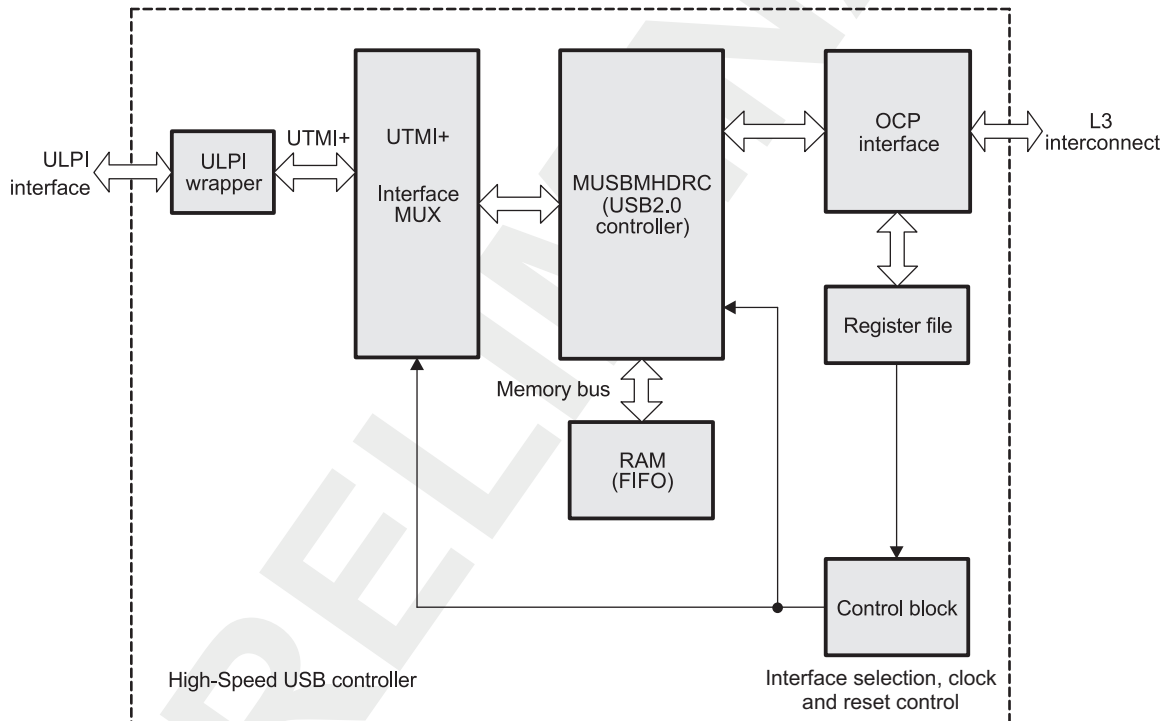 ULPI
interface
ULPI
wrapper
UTMI+
UTMI+
Interface
MUX
MUSBMHDRC
(USB2.0
controller)
OCP
interface
L3
interconnect
Register file
Memory bus
RAM
(FIFO)
Control block
High-Speed USB controller
Interface selection, clock
and reset control